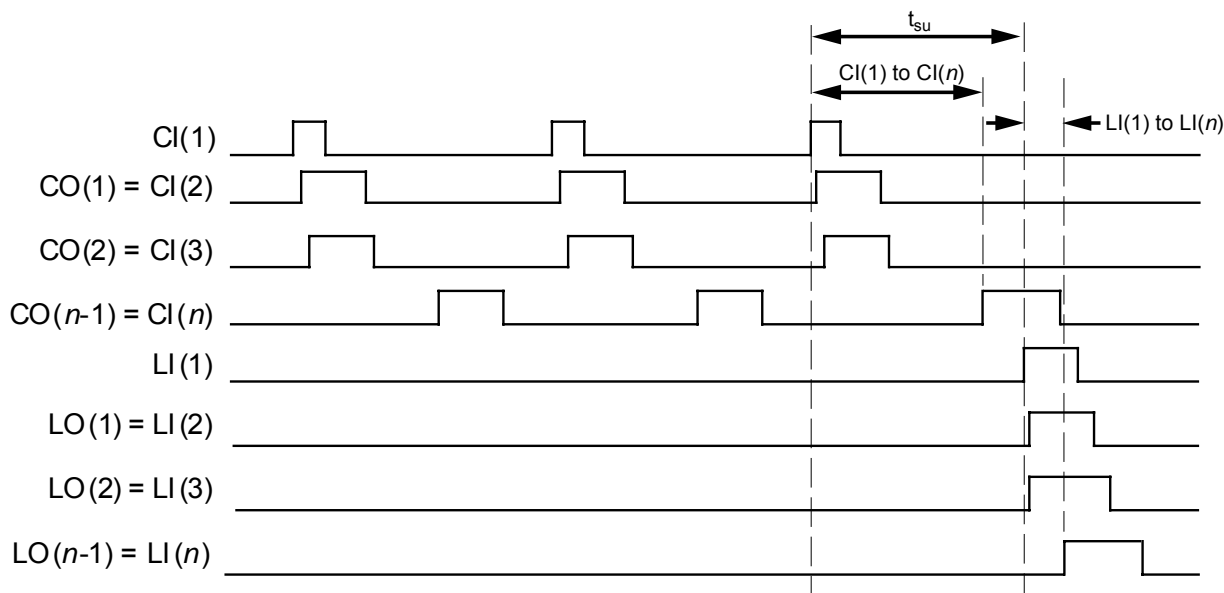 tsu
CI(1) to CI(n)
LI(1) to LI(n)
CI(1)
CO(1) = CI(2)
CO(2) = CI(3)
CO(n-1) = CI(n)
LI(1)
LO(1) = LI(2)
LO(2) = LI(3)
LO(n-1) = LI(n)